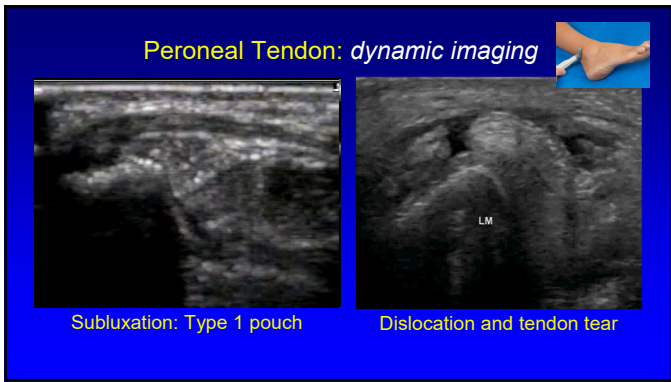 Peroneal Tendon: dynamic imaging
LM
Subluxation: Type 1 pouch
Dislocation and tendon tear